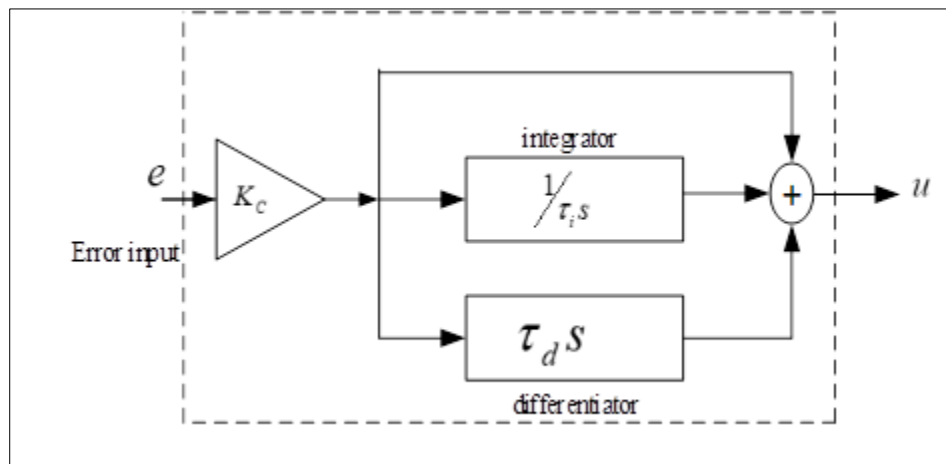 integrator
e
K_C
1/τ_i s
+
u
Error input
τ_d s
differentiator